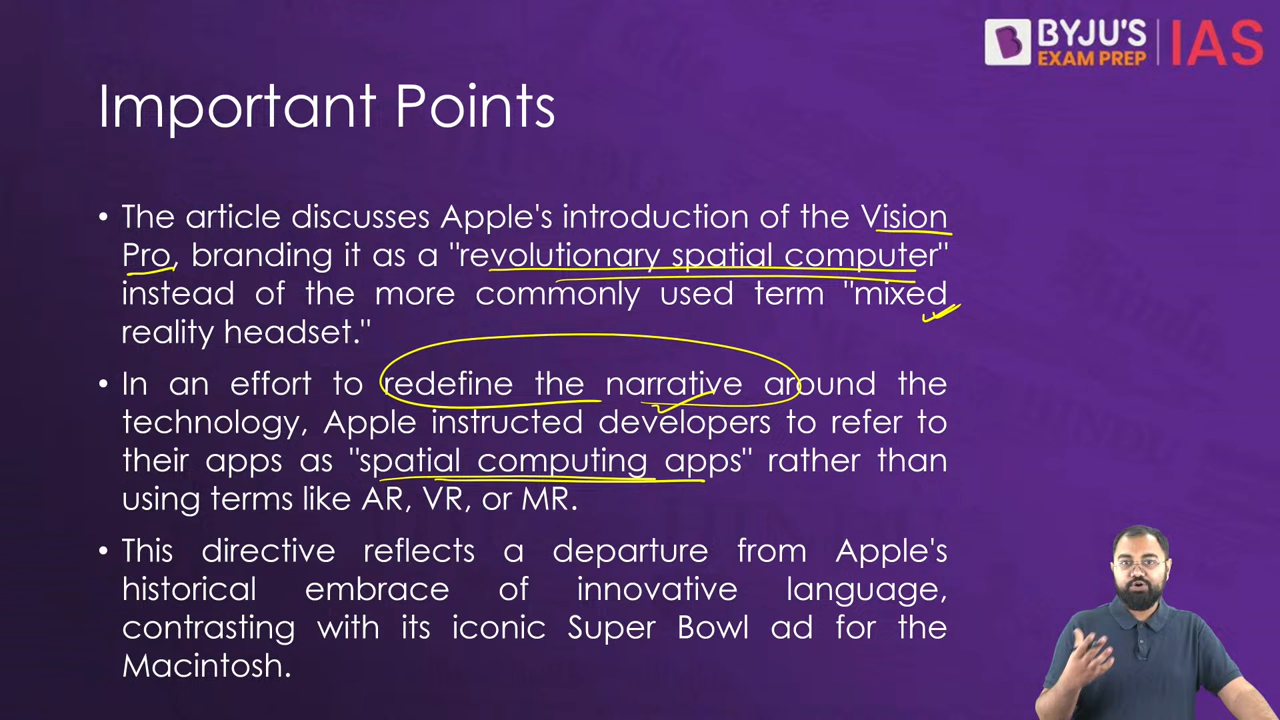 BYJU'S
EXAM PREP
IAS
Important Points
• The article discusses Apple's introduction of the Vision
Pro, branding it as a "revolutionary spatial computer"
instead of the more commonly used term "mixed
reality headset."
• In an effort to redefine the narrative around the
technology, Apple instructed developers to refer to
their apps as "spatial computing apps" rather than
using terms like AR, VR, or MR.
• This directive reflects a departure from Apple's
historical embrace of innovative language,
contrasting with its iconic Super Bowl ad for the
Macintosh.